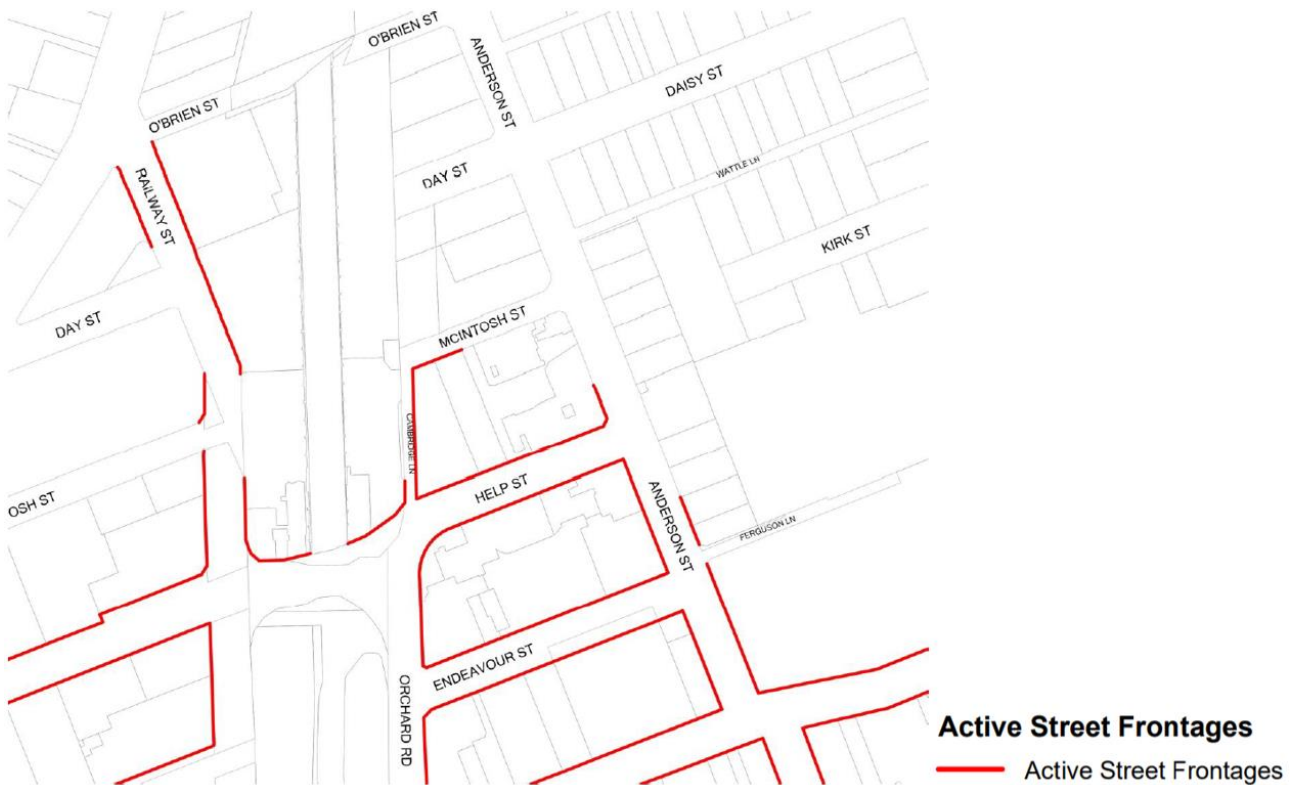 O'BRIEN ST
ANDERSON ST
DAISY ST
O'BRIEN ST
WATTLE LN
RAILWAY ST
DAY ST
KIRK ST
DAY ST
MCINTOSH ST
CAMBRIDGE LN
HELP ST
OSH ST
ANDERSON ST
FERGUSON LN
ENDEAVOUR ST
ORCHARD RD
Active Street Frontages
Active Street Frontages